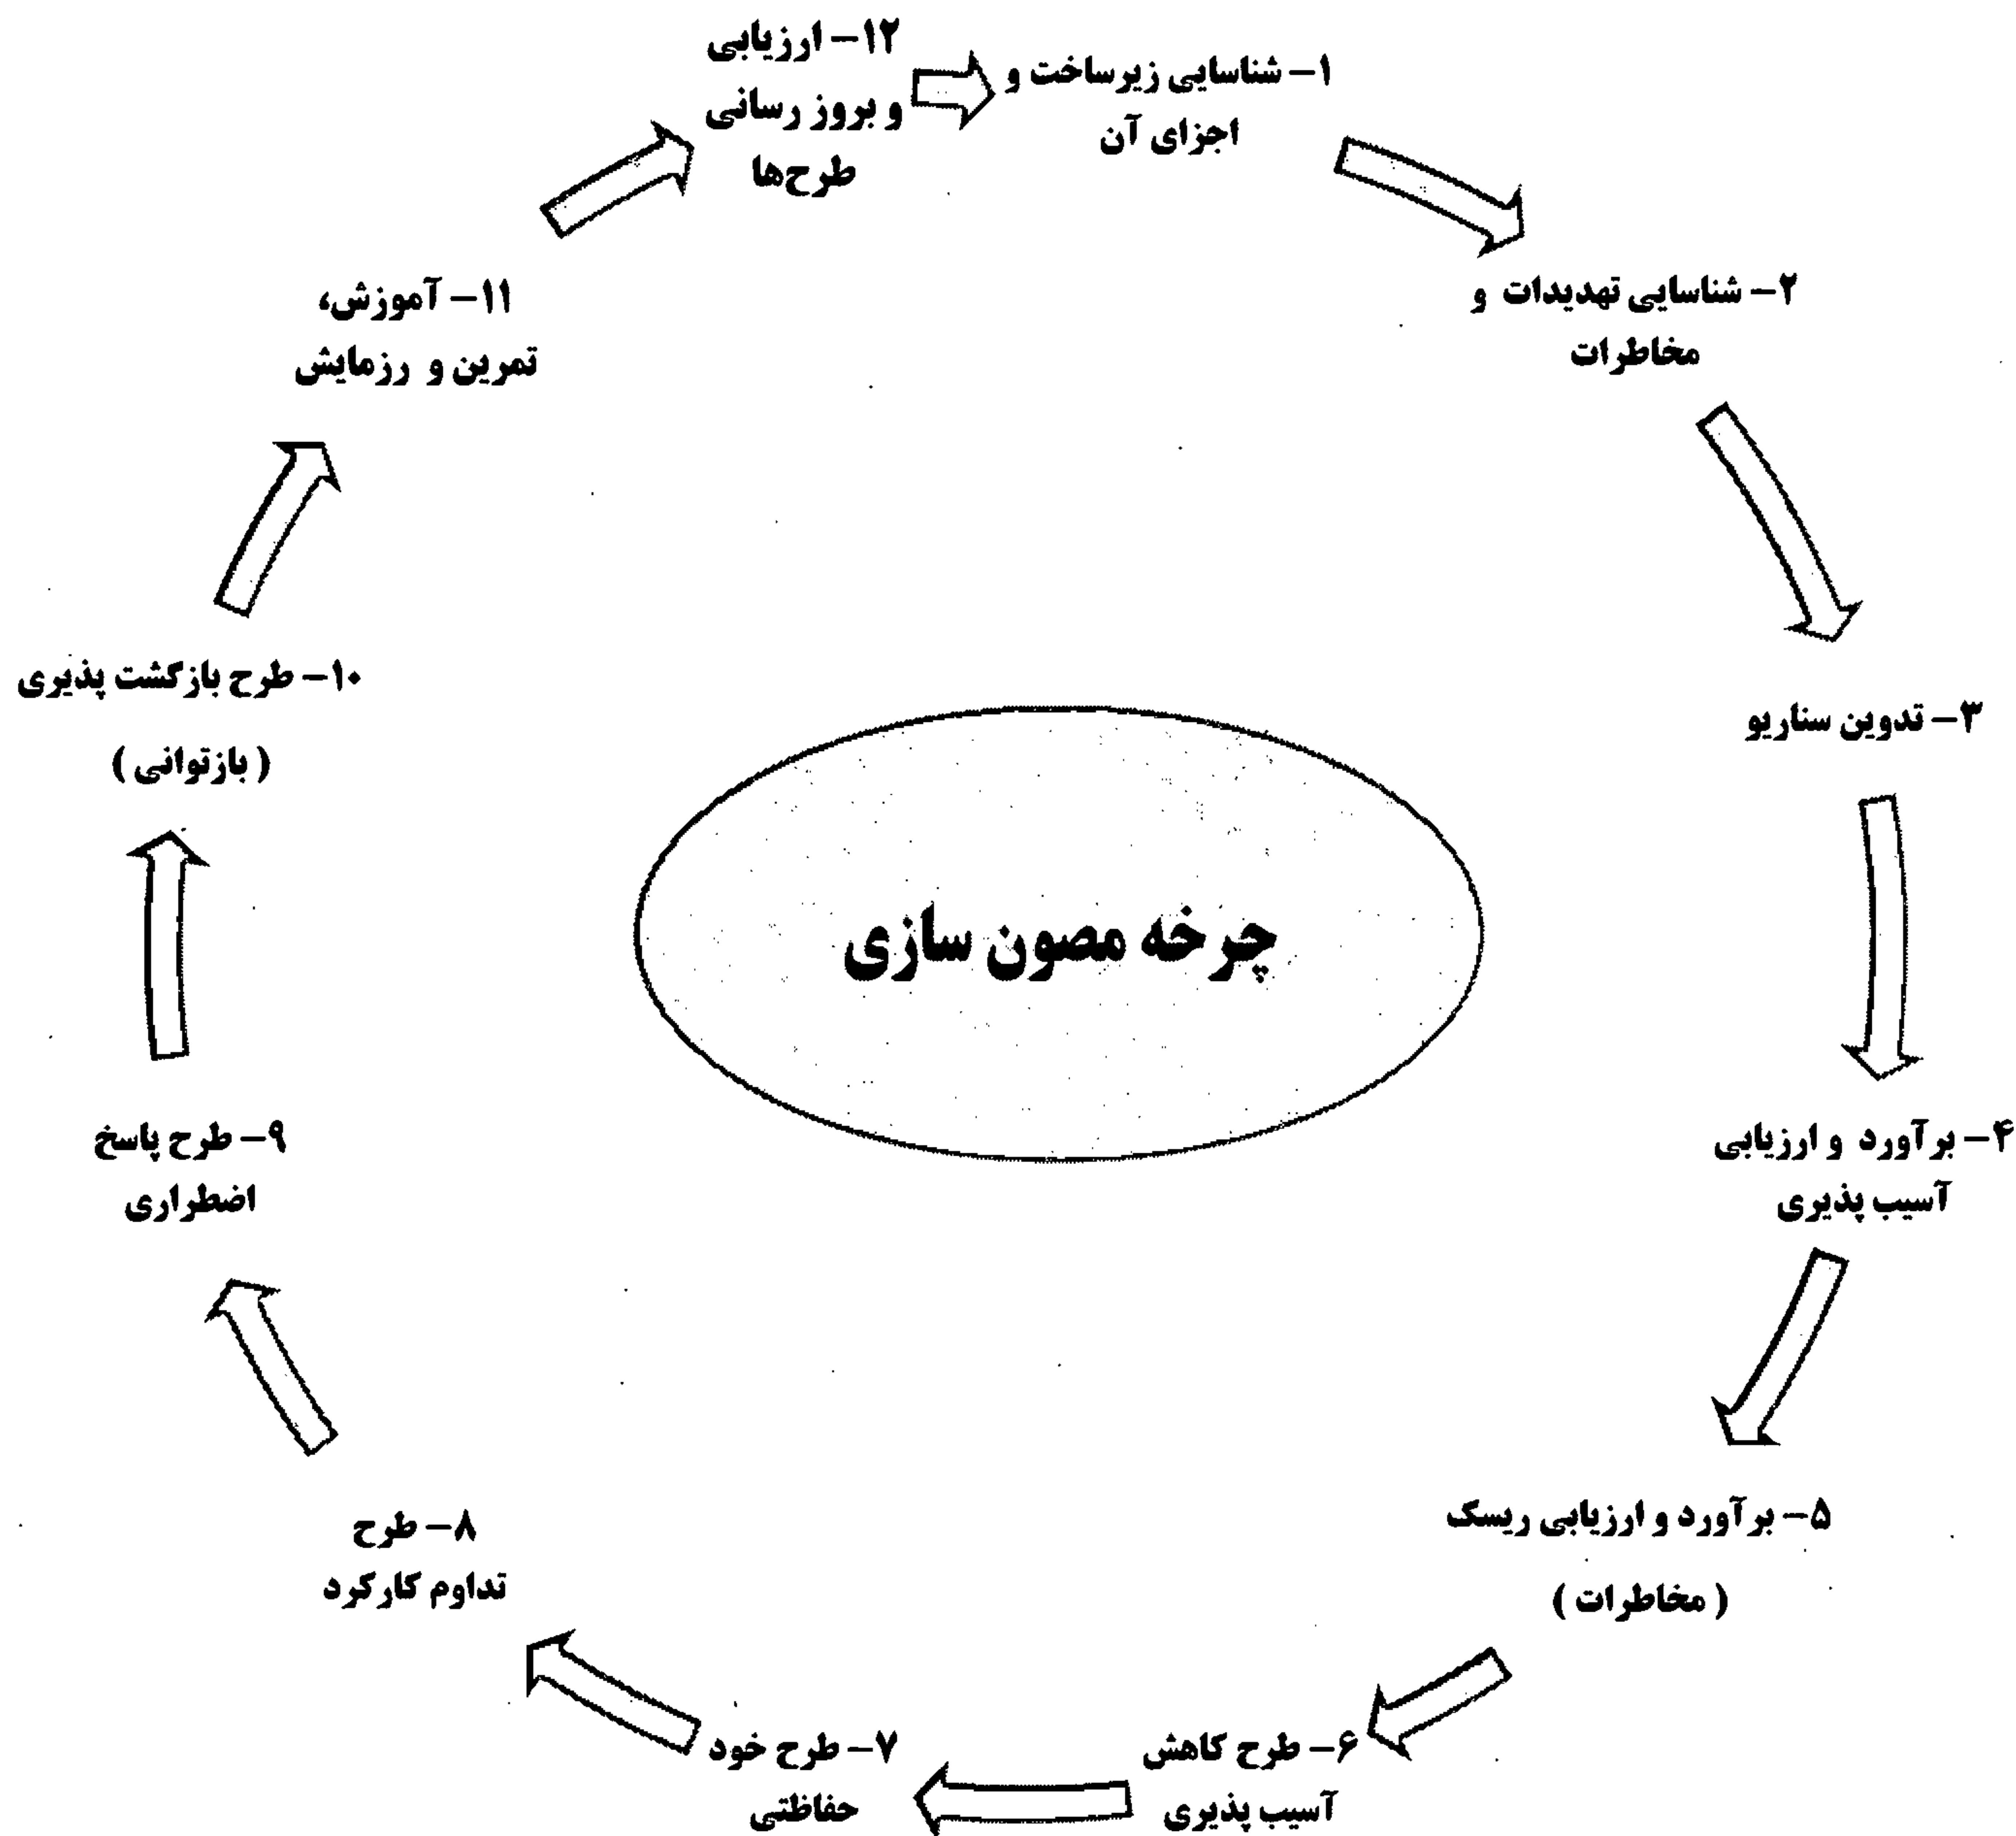 ۱- شناسایی زیرساخت و
اجزای آن
۲- شناسایی تهدیدات و
مخاطرات
۳- تدوین سناریو
۴- برآورد و ارزیابی
آسیب پذیری
۵- برآورد و ارزیابی ریسک
( مخاطرات )
۶- طرح کاهش
آسیب پذیری
۷- طرح خود
حفاظتی
۸- طرح
تداوم کارکرد
۹- طرح پاسخ
اضطراری
۱۰- طرح بازگشت پذیری
( بازتوانی )
۱۱- آموزش،
تمرین و رزمایش
۱۲- ارزیابی
و بروز رسانی
طرح‌ها
چرخه مصون سازی